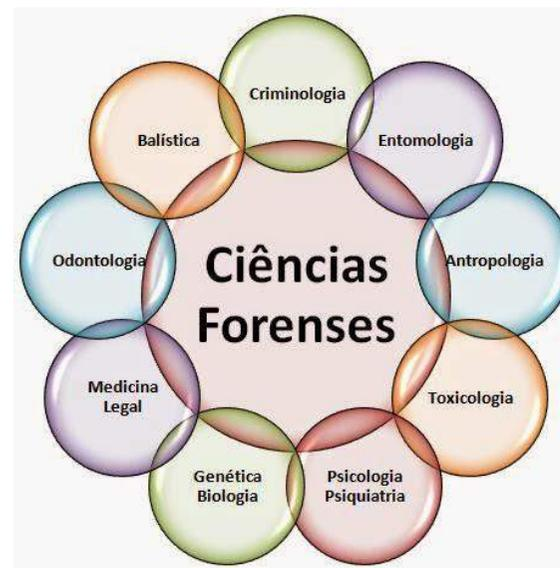 Criminologia
Balística
Entomologia
Odontologia
Ciências
Forenses
Antropologia
Medicina
Legal
Toxicologia
Genética
Biologia
Psicologia
Psiquiatria